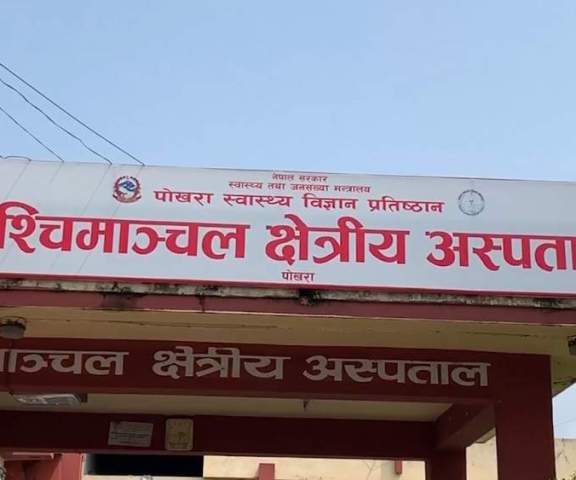 नेपाल सरकार
स्वास्थ्य तथा जनसंख्या मन्त्रालय
पोखरा स्वास्थ्य विज्ञान प्रतिष्ठान
श्चिमाञ्चल क्षेत्रीय अस्पता
पोखरा
माञ्चल क्षेत्रीय अस्पताल